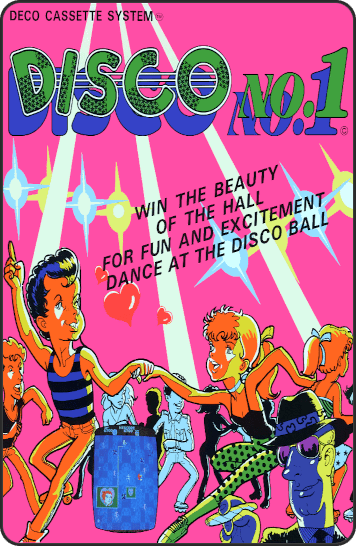 DECO CASSETTE SYSTEM™
DISCO NO.1
©
WIN THE BEAUTY
OF THE HALL
FOR FUN AND EXCITEMENT
DANCE AT THE DISCO BALL